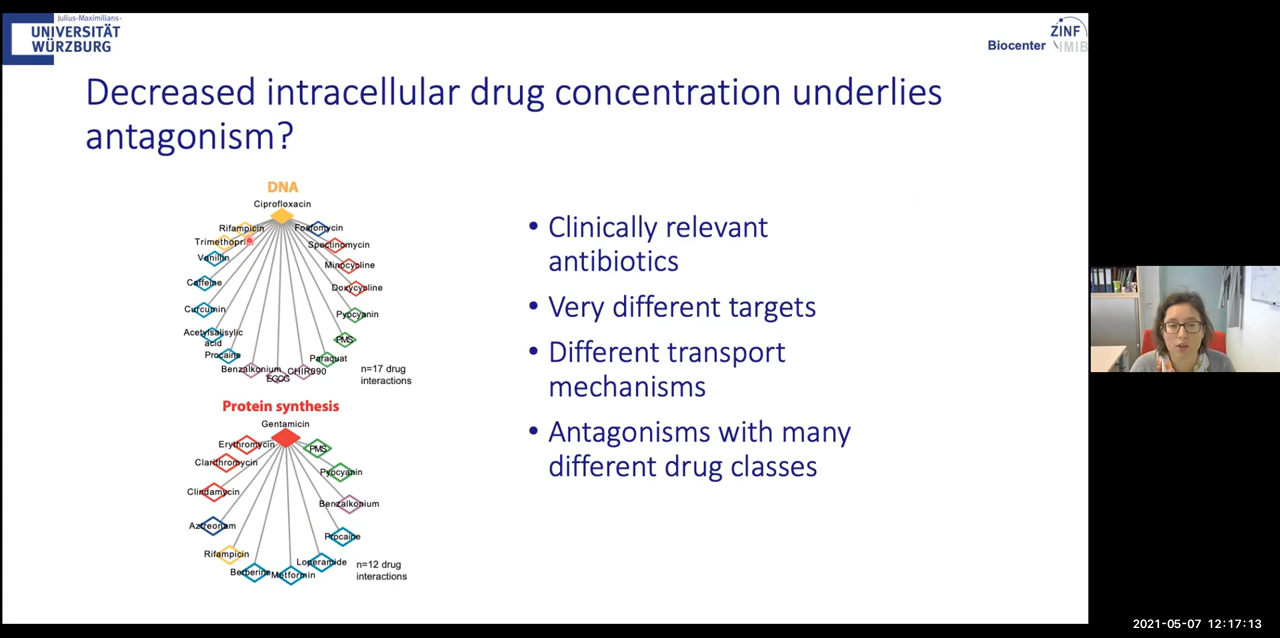 Julius-Maximilians-
UNIVERSITÄT
WÜRZBURG
ZINF
Biocenter
IMIB
Decreased intracellular drug concentration underlies
antagonism?
DNA
Ciprofloxacin
Rifampicin
Fosfomycin
Trimethopri
Spectinomycin
Vanillin
Minocycline
Caffeine
Doxycycline
Curcumin
Pyocyanin
Acetylsalisylic
acid
PMS
Procaine
Paraquat
Benzalkonium
CHIR090
EGCG
n=17 drug
interactions
Protein synthesis
Gentamicin
Erythromycin
PMS
Clarithromycin
Pyocyanin
Clindamycin
Benzalkonium
Aztreonam
Procaine
Rifampicin
Loperamide
Berberine
Metformin
n=12 drug
interactions
• Clinically relevant
antibiotics
• Very different targets
• Different transport
mechanisms
• Antagonisms with many
different drug classes
2021-05-07 12:17:13